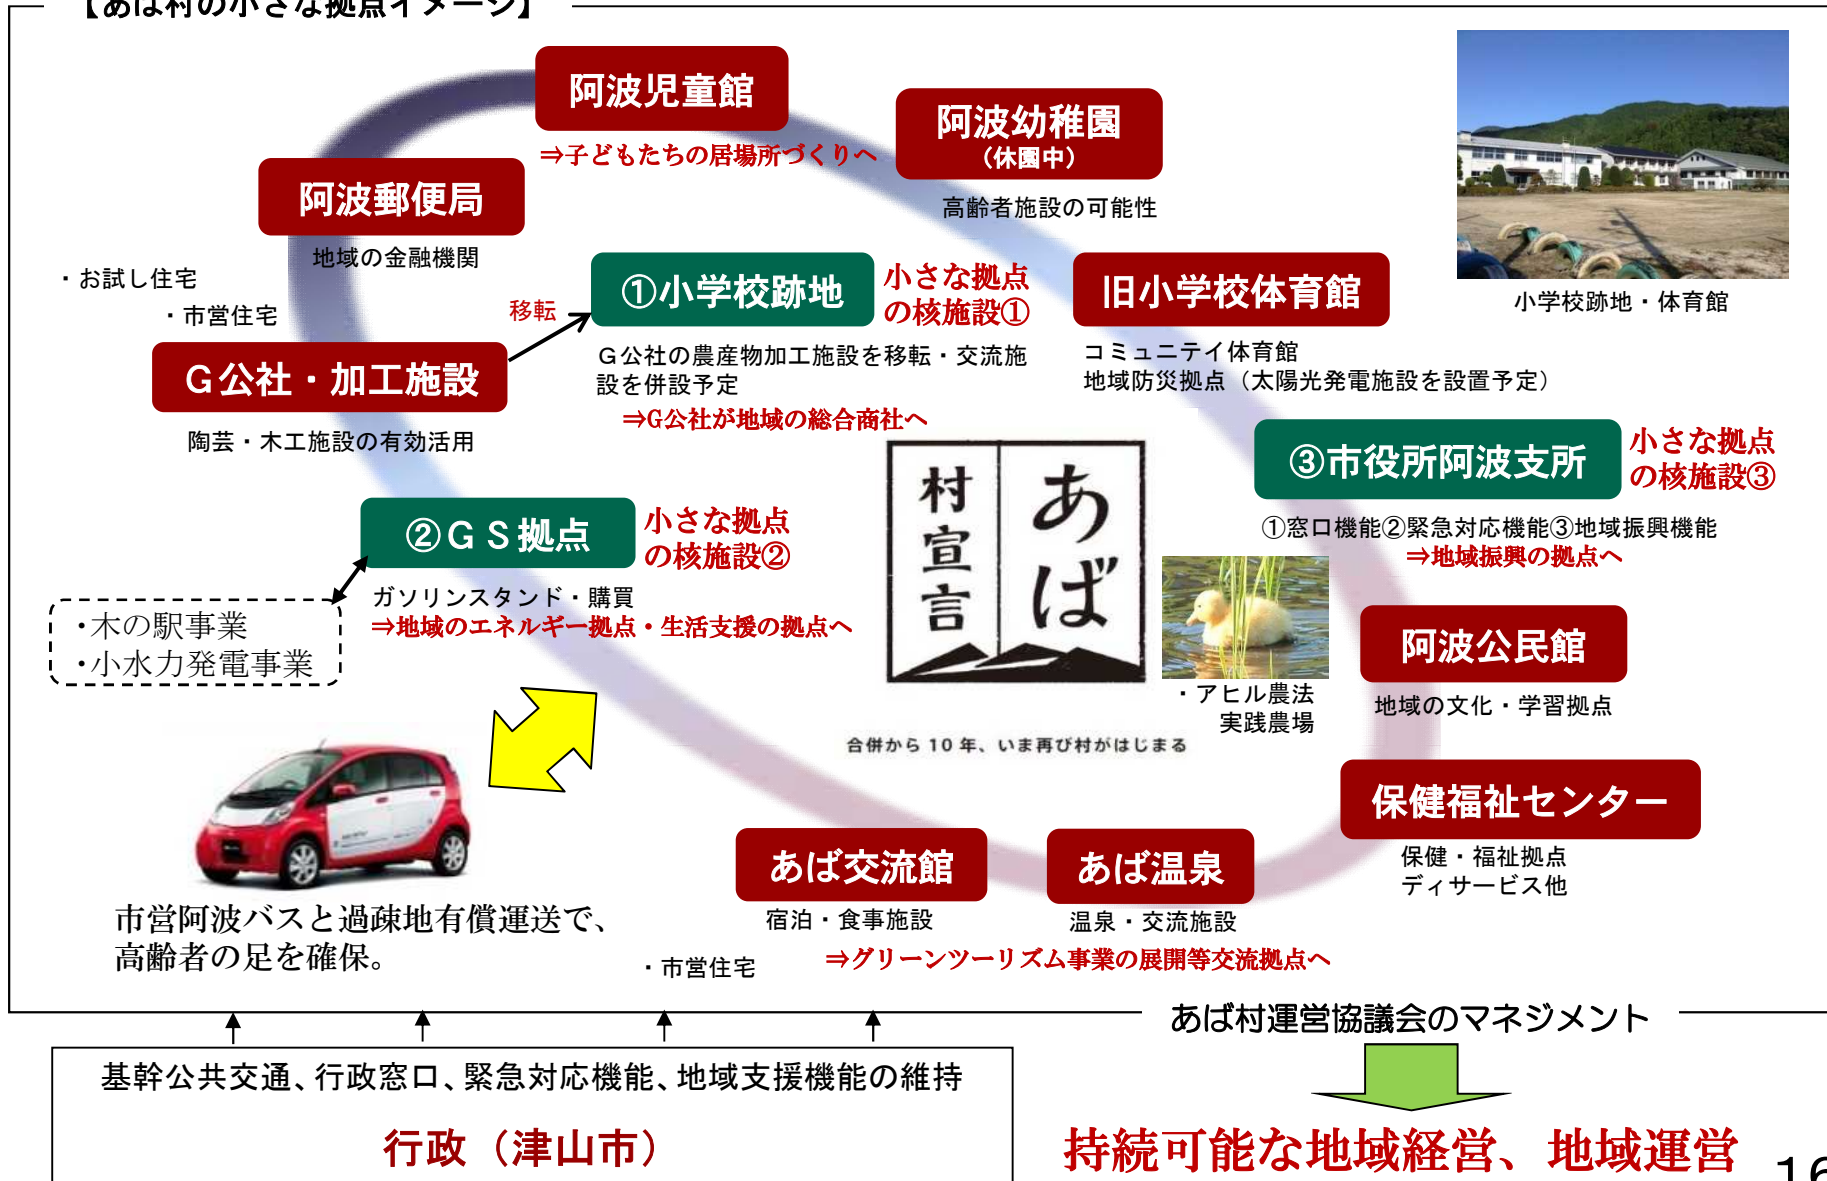 【あば村の小さな拠点イメージ】
阿波児童館
⇒子どもたちの居場所づくりへ
阿波幼稚園
（休園中）
高齢者施設の可能性
阿波郵便局
地域の金融機関
・お試し住宅
・市営住宅
移転
①小学校跡地
小さな拠点
の核施設①
Ｇ公社の農産物加工施設を移転・交流施
設を併設予定
⇒G公社が地域の総合商社へ
旧小学校体育館
コミュニテイ体育館
地域防災拠点（太陽光発電施設を設置予定）
小学校跡地・体育館
Ｇ公社・加工施設
陶芸・木工施設の有効活用
③市役所阿波支所
小さな拠点
の核施設③
①窓口機能②緊急対応機能③地域振興機能
⇒地域振興の拠点へ
②ＧＳ拠点
小さな拠点
の核施設②
ガソリンスタンド・購買
⇒地域のエネルギー拠点・生活支援の拠点へ
・木の駅事業
・小水力発電事業
あば
村宣言
合併から10年、いま再び村がはじまる
・アヒル農法
実践農場
阿波公民館
地域の文化・学習拠点
保健福祉センター
保健・福祉拠点
ディサービス他
あば交流館
宿泊・食事施設
あば温泉
温泉・交流施設
⇒グリーンツーリズム事業の展開等交流拠点へ
・市営住宅
市営阿波バスと過疎地有償運送で、
高齢者の足を確保。
あば村運営協議会のマネジメント
基幹公共交通、行政窓口、緊急対応機能、地域支援機能の維持
行政（津山市）
持続可能な地域経営、地域運営
16